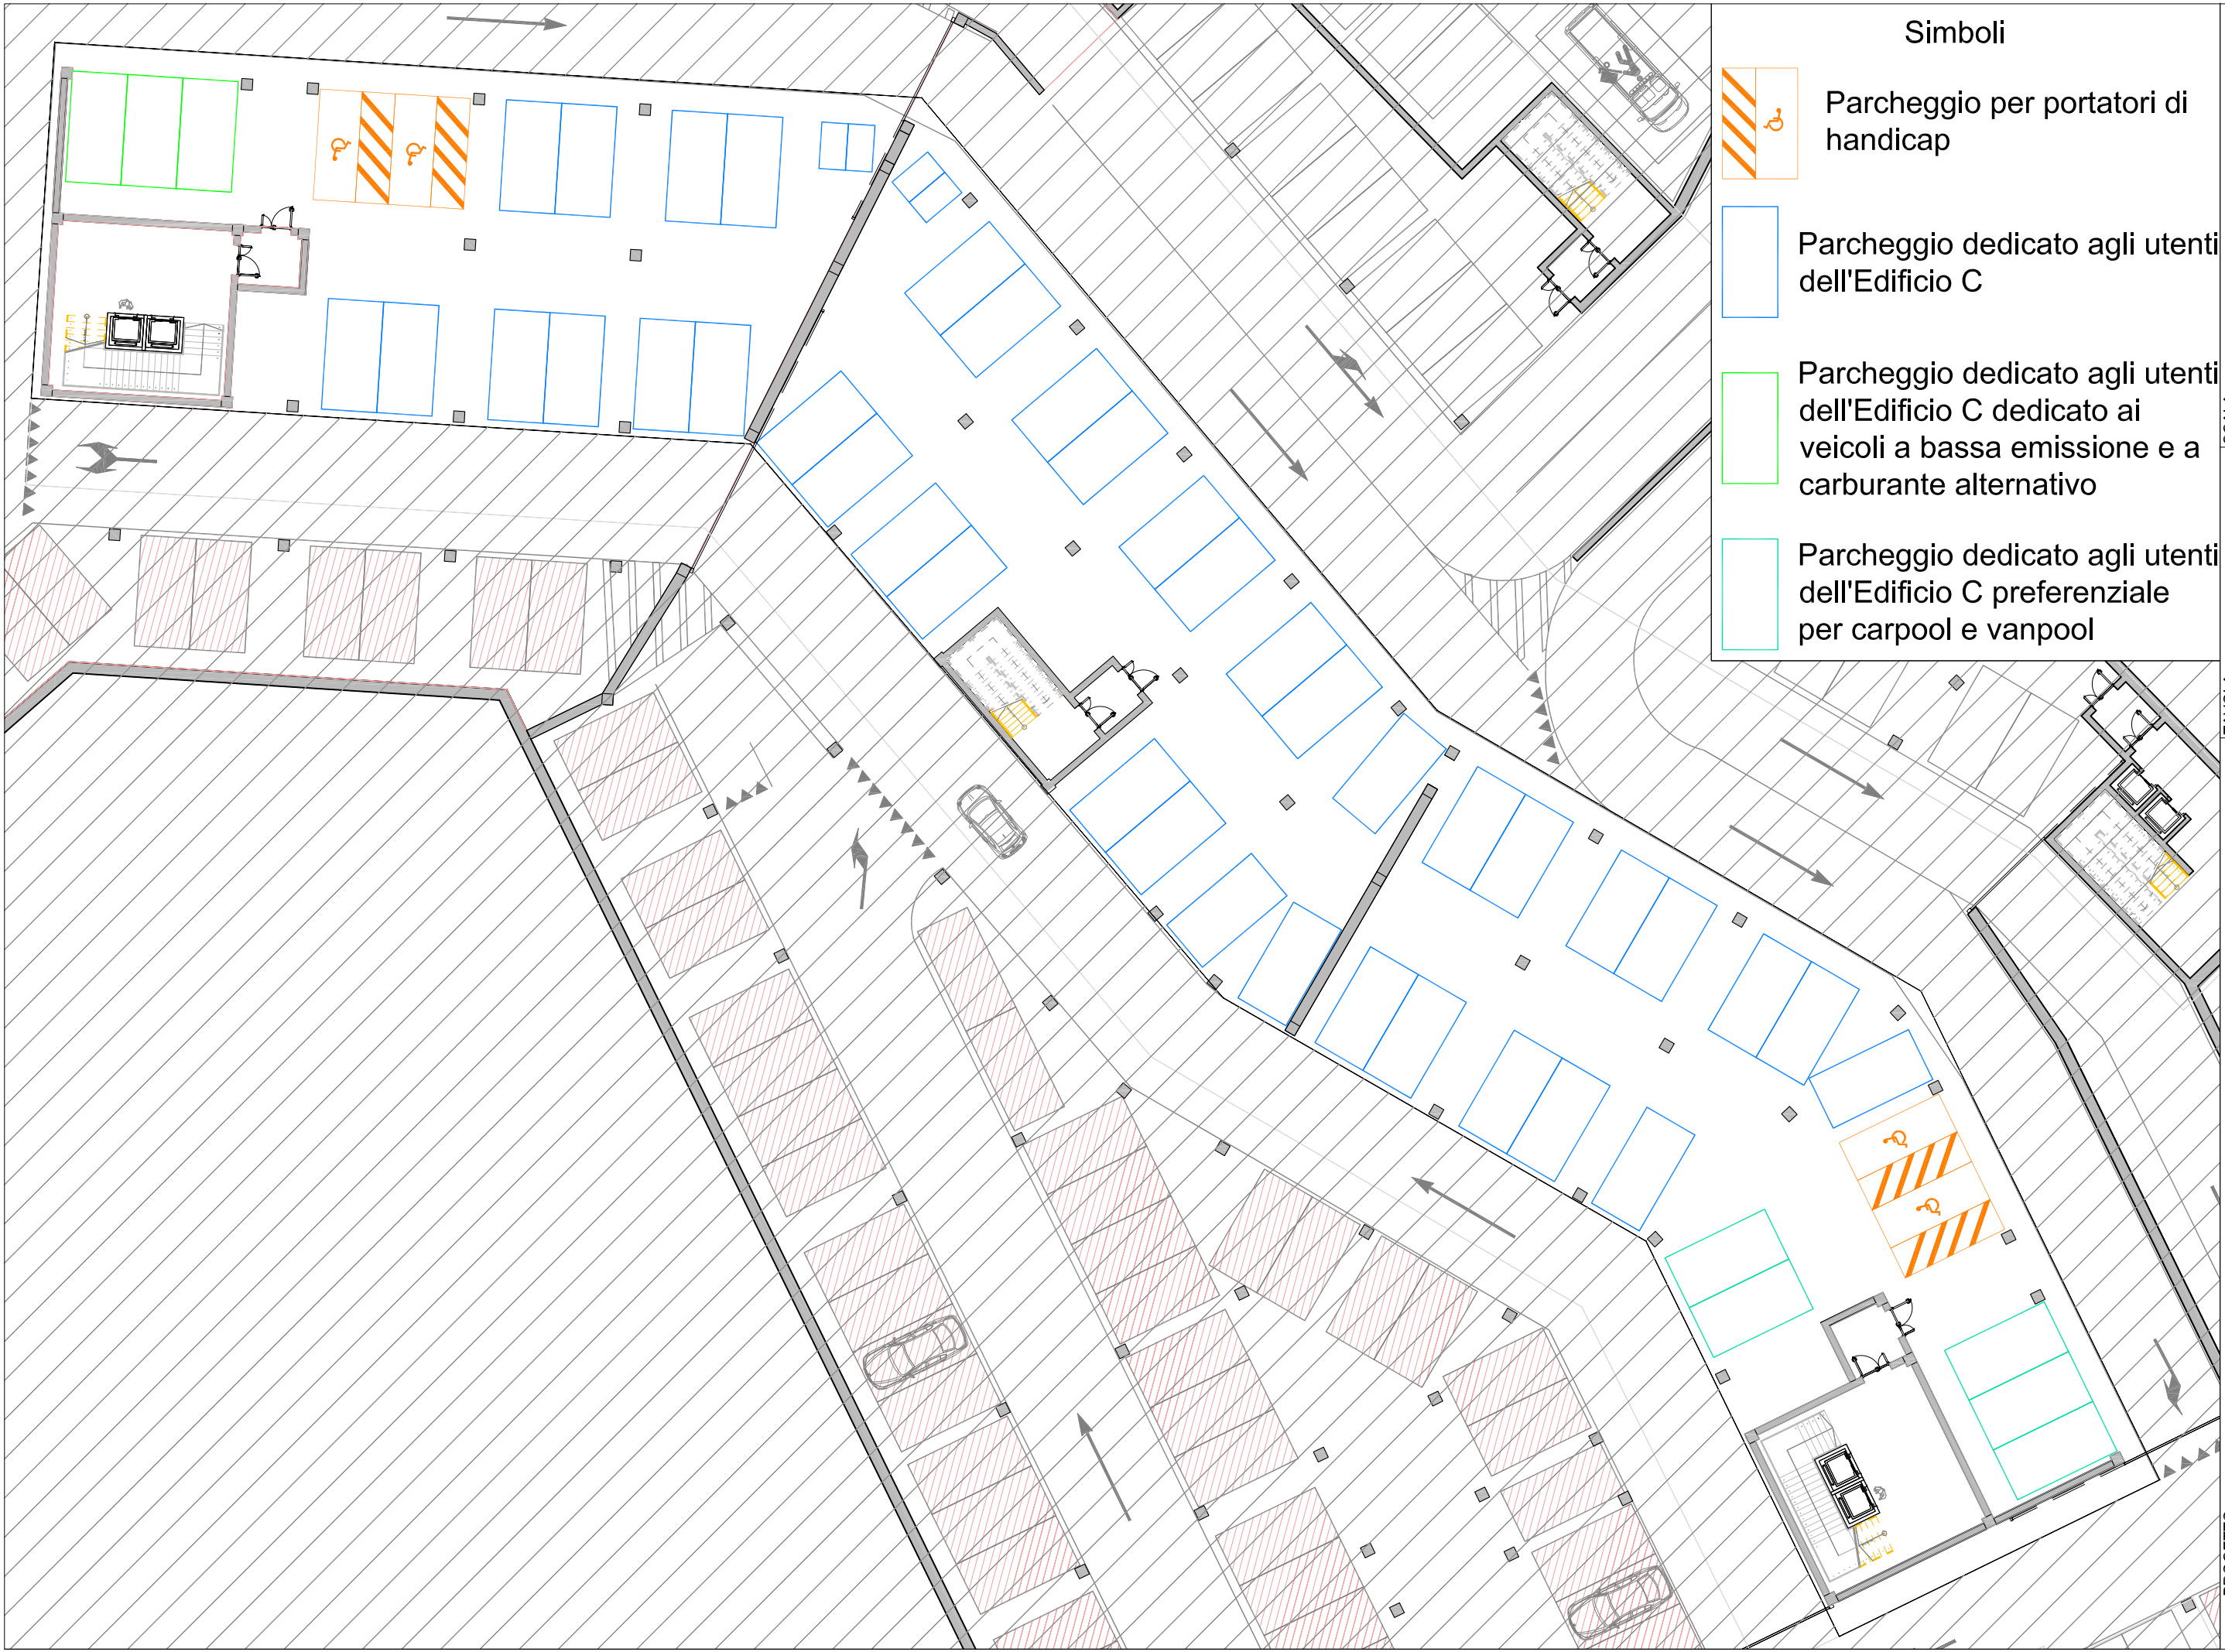 Simboli
Parcheggio per portatori di
handicap
Parcheggio dedicato agli utenti
dell'Edificio C
Parcheggio dedicato agli utenti
dell'Edificio C dedicato ai
veicoli a bassa emissione e a
carburante alternativo
Parcheggio dedicato agli utenti
dell'Edificio C preferenziale
per carpool e vanpool